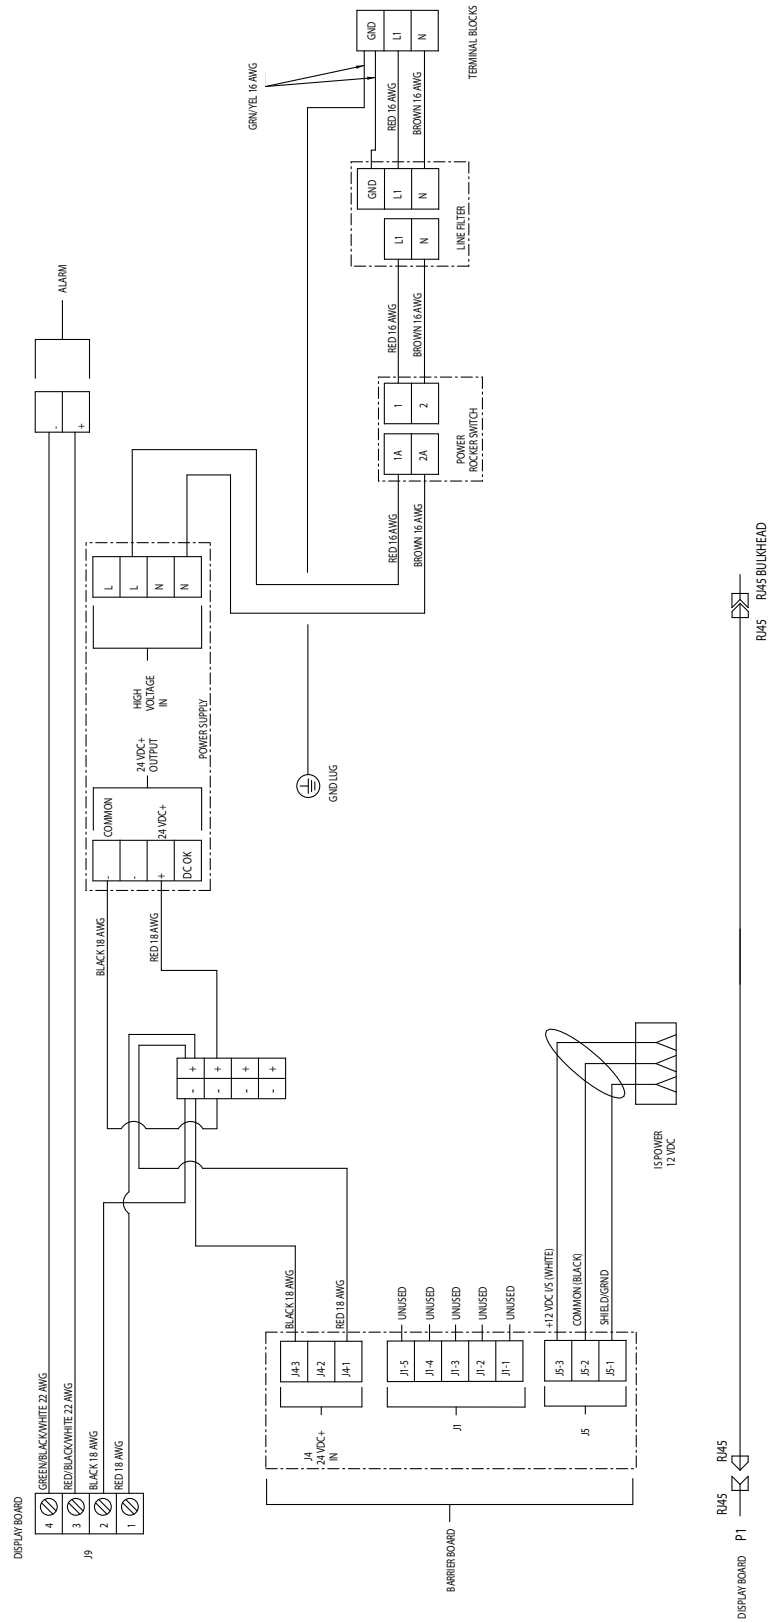 DISPLAY BOARD
J9
4
3
2
1
GREEN/BLACK/WHITE 22 AWG
RED/BLACK/WHITE 22 AWG
BLACK 18 AWG
RED 18 AWG
-
+
ALARM
BARRIER BOARD
J4
24 VDC+
IN
J4-3
J4-2
J4-1
BLACK 18 AWG
RED 18 AWG
J1
J1-5
J1-4
J1-3
J1-2
J1-1
UNUSED
UNUSED
UNUSED
UNUSED
UNUSED
J5
J5-3
J5-2
J5-1
+12 VDC I/S (WHITE)
COMMON (BLACK)
SHIELD/GRND
IS POWER
12 VDC
- +
- +
- +
- +
BLACK 18 AWG
RED 18 AWG
-
-
+
DC OK
COMMON
24 VDC+
24 VDC+
OUTPUT
POWER SUPPLY
HIGH
VOLTAGE
IN
L
L
N
N
GND LUG
RED 16 AWG
BROWN 16 AWG
1A
2A
1
2
POWER
ROCKER SWITCH
RED 16 AWG
BROWN 16 AWG
L1
N
GND
L1
N
LINE FILTER
GRN/YEL 16 AWG
RED 16 AWG
BROWN 16 AWG
GND
L1
N
TERMINAL BLOCKS
DISPLAY BOARD P1
RJ45
RJ45
RJ45
RJ45 BULKHEAD